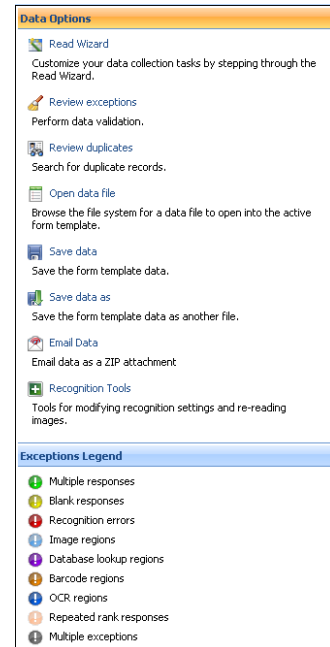 Data Options
Read Wizard
Customize your data collection tasks by stepping through the
Read Wizard.
Review exceptions
Perform data validation.
Review duplicates
Search for duplicate records.
Open data file
Browse the file system for a data file to open into the active
form template.
Save data
Save the form template data.
Save data as
Save the form template data as another file.
Email Data
Email data as a ZIP attachment
Recognition Tools
Tools for modifying recognition settings and re-reading
images.
Exceptions Legend
Multiple responses
Blank responses
Recognition errors
Image regions
Database lookup regions
Barcode regions
OCR regions
Repeated rank responses
Multiple exceptions